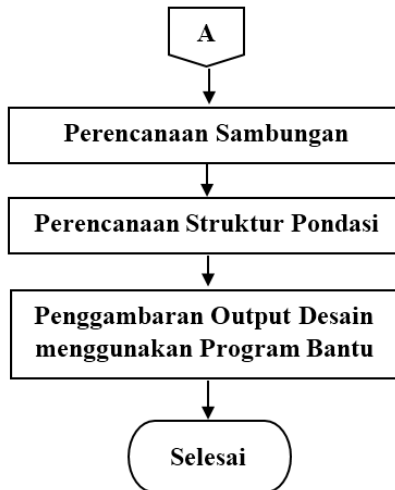 A
Perencanaan Sambungan
Perencanaan Struktur Pondasi
Penggambaran Output Desain
menggunakan Program Bantu
Selesai